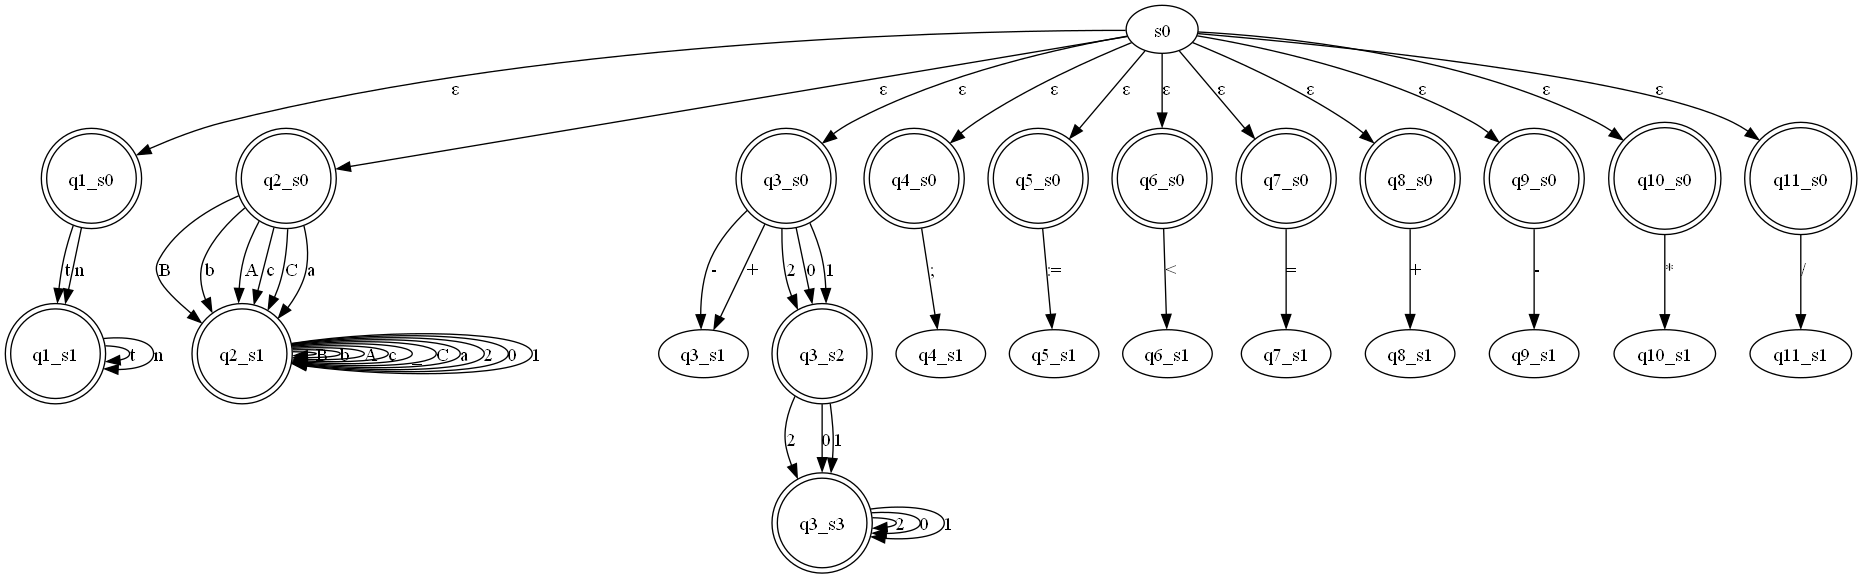 s0
ε ε ε ε ε ε ε ε ε ε ε
q1_s0 q2_s0 q3_s0 q4_s0 q5_s0 q6_s0 q7_s0 q8_s0 q9_s0 q10_s0 q11_s0
t n B b A c C a - + 2 0 1 ; := < = + - * /
q1_s1 t n q2_s1 B b A c _ C a 2 0 1 q3_s1 q3_s2 q4_s1 q5_s1 q6_s1 q7_s1 q8_s1 q9_s1 q10_s1 q11_s1
2 0 1
q3_s3 2 0 1